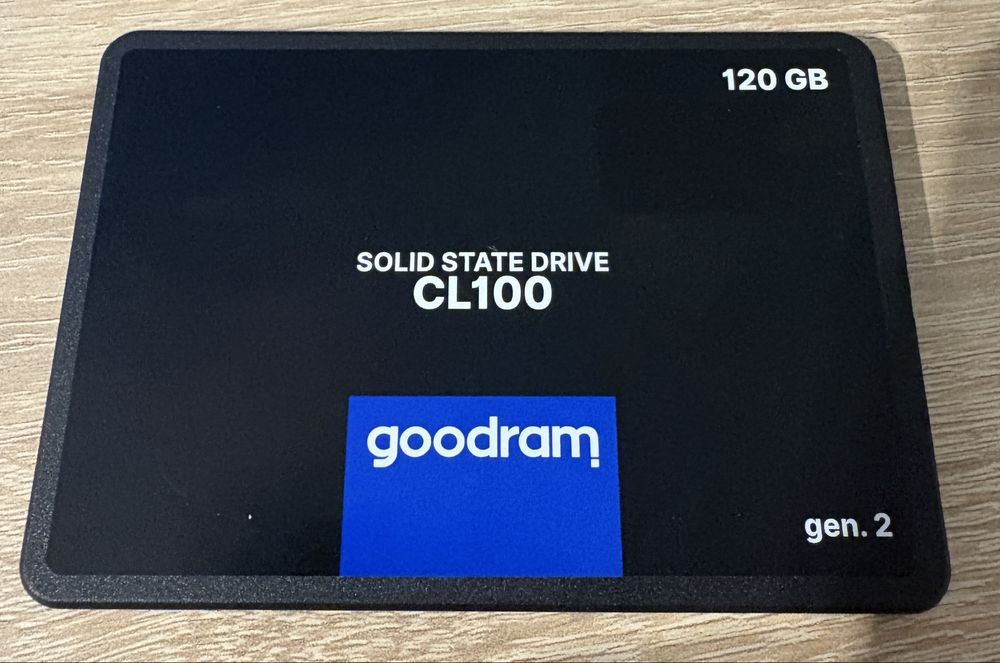 120 GB
SOLID STATE DRIVE
CL100
goodram
gen. 2